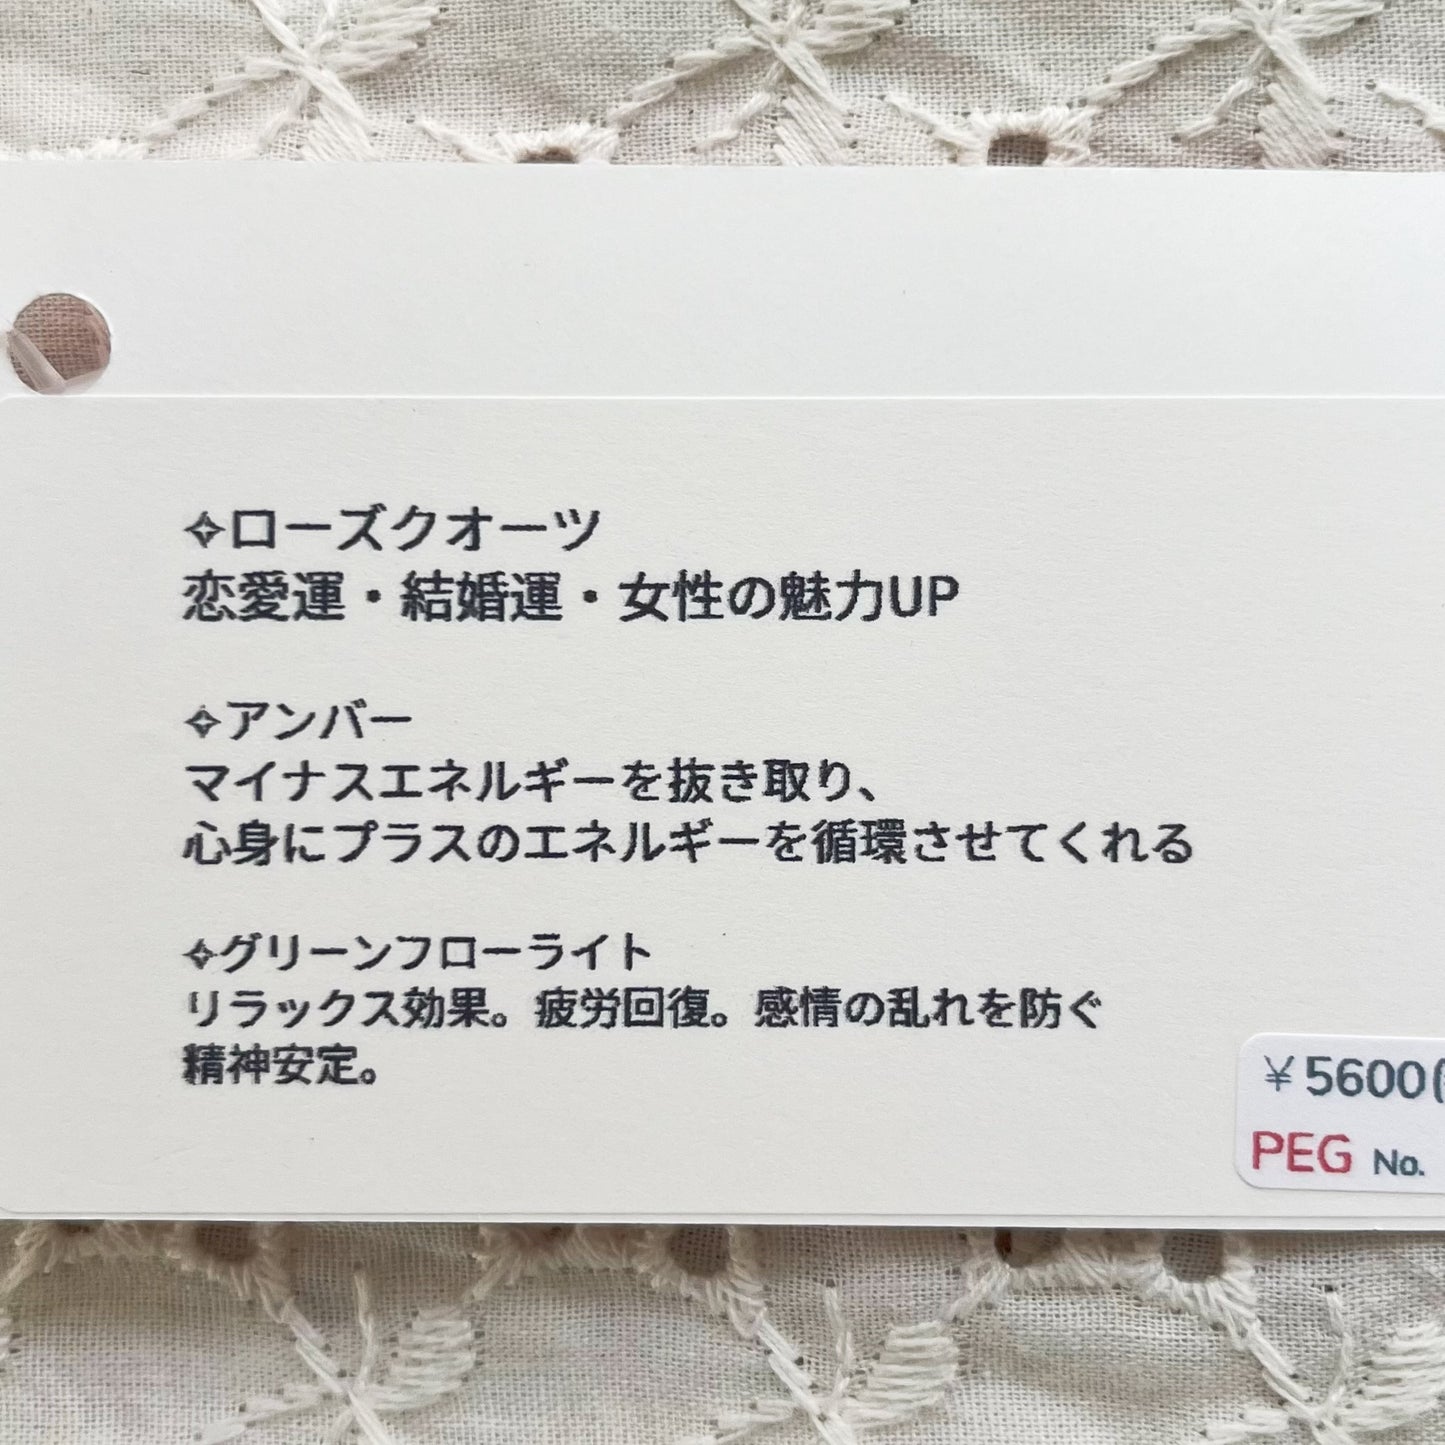 ✧ローズクオーツ
恋愛運・結婚運・女性の魅力UP
✧アンバー
マイナスエネルギーを抜き取り、
心身にプラスのエネルギーを循環させてくれる
✧グリーンフローライト
リラックス効果。疲労回復。感情の乱れを防ぐ
精神安定。
¥5600(
PEG No.